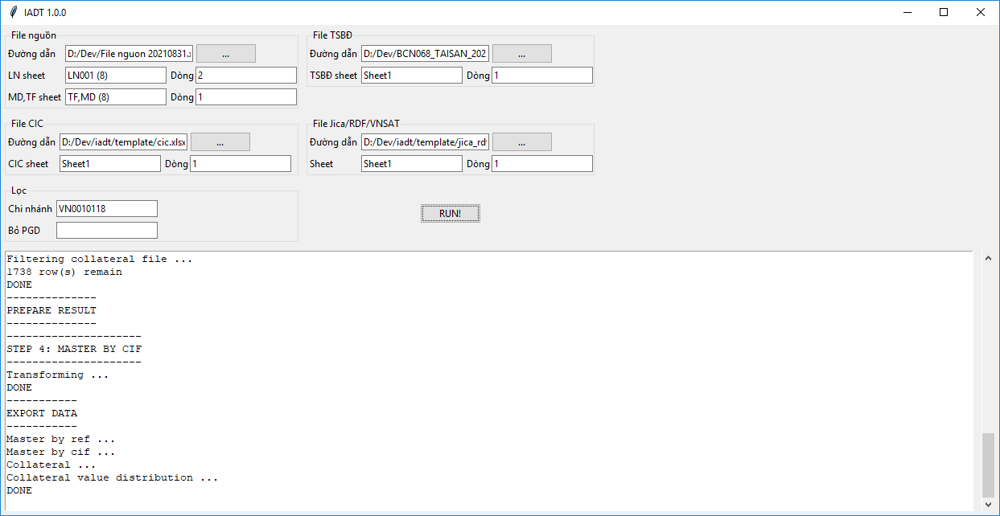 IADT 1.0.0
File nguồn
Đường dẫn D:/Dev/File nguon 20210831.x ...
LN sheet LN001 (8) Dòng 2
MD,TF sheet TF,MD (8) Dòng 1
File TSBĐ
Đường dẫn D:/Dev/BCN068_TAISAN_202 ...
TSBĐ sheet Sheet1 Dòng 1
File CIC
Đường dẫn D:/Dev/iadt/template/cic.xlsx ...
CIC sheet Sheet1 Dòng 1
File Jica/RDF/VNSAT
Đường dẫn D:/Dev/iadt/template/jica_rd ...
Sheet Sheet1 Dòng 1
Lọc
Chi nhánh VN0010118
Bỏ PGD
RUN!
Filtering collateral file ...
1738 row(s) remain
DONE
--------------
PREPARE RESULT
--------------
---------------------
STEP 4: MASTER BY CIF
---------------------
Transforming ...
DONE
-----------
EXPORT DATA
-----------
Master by ref ...
Master by cif ...
Collateral ...
Collateral value distribution ...
DONE